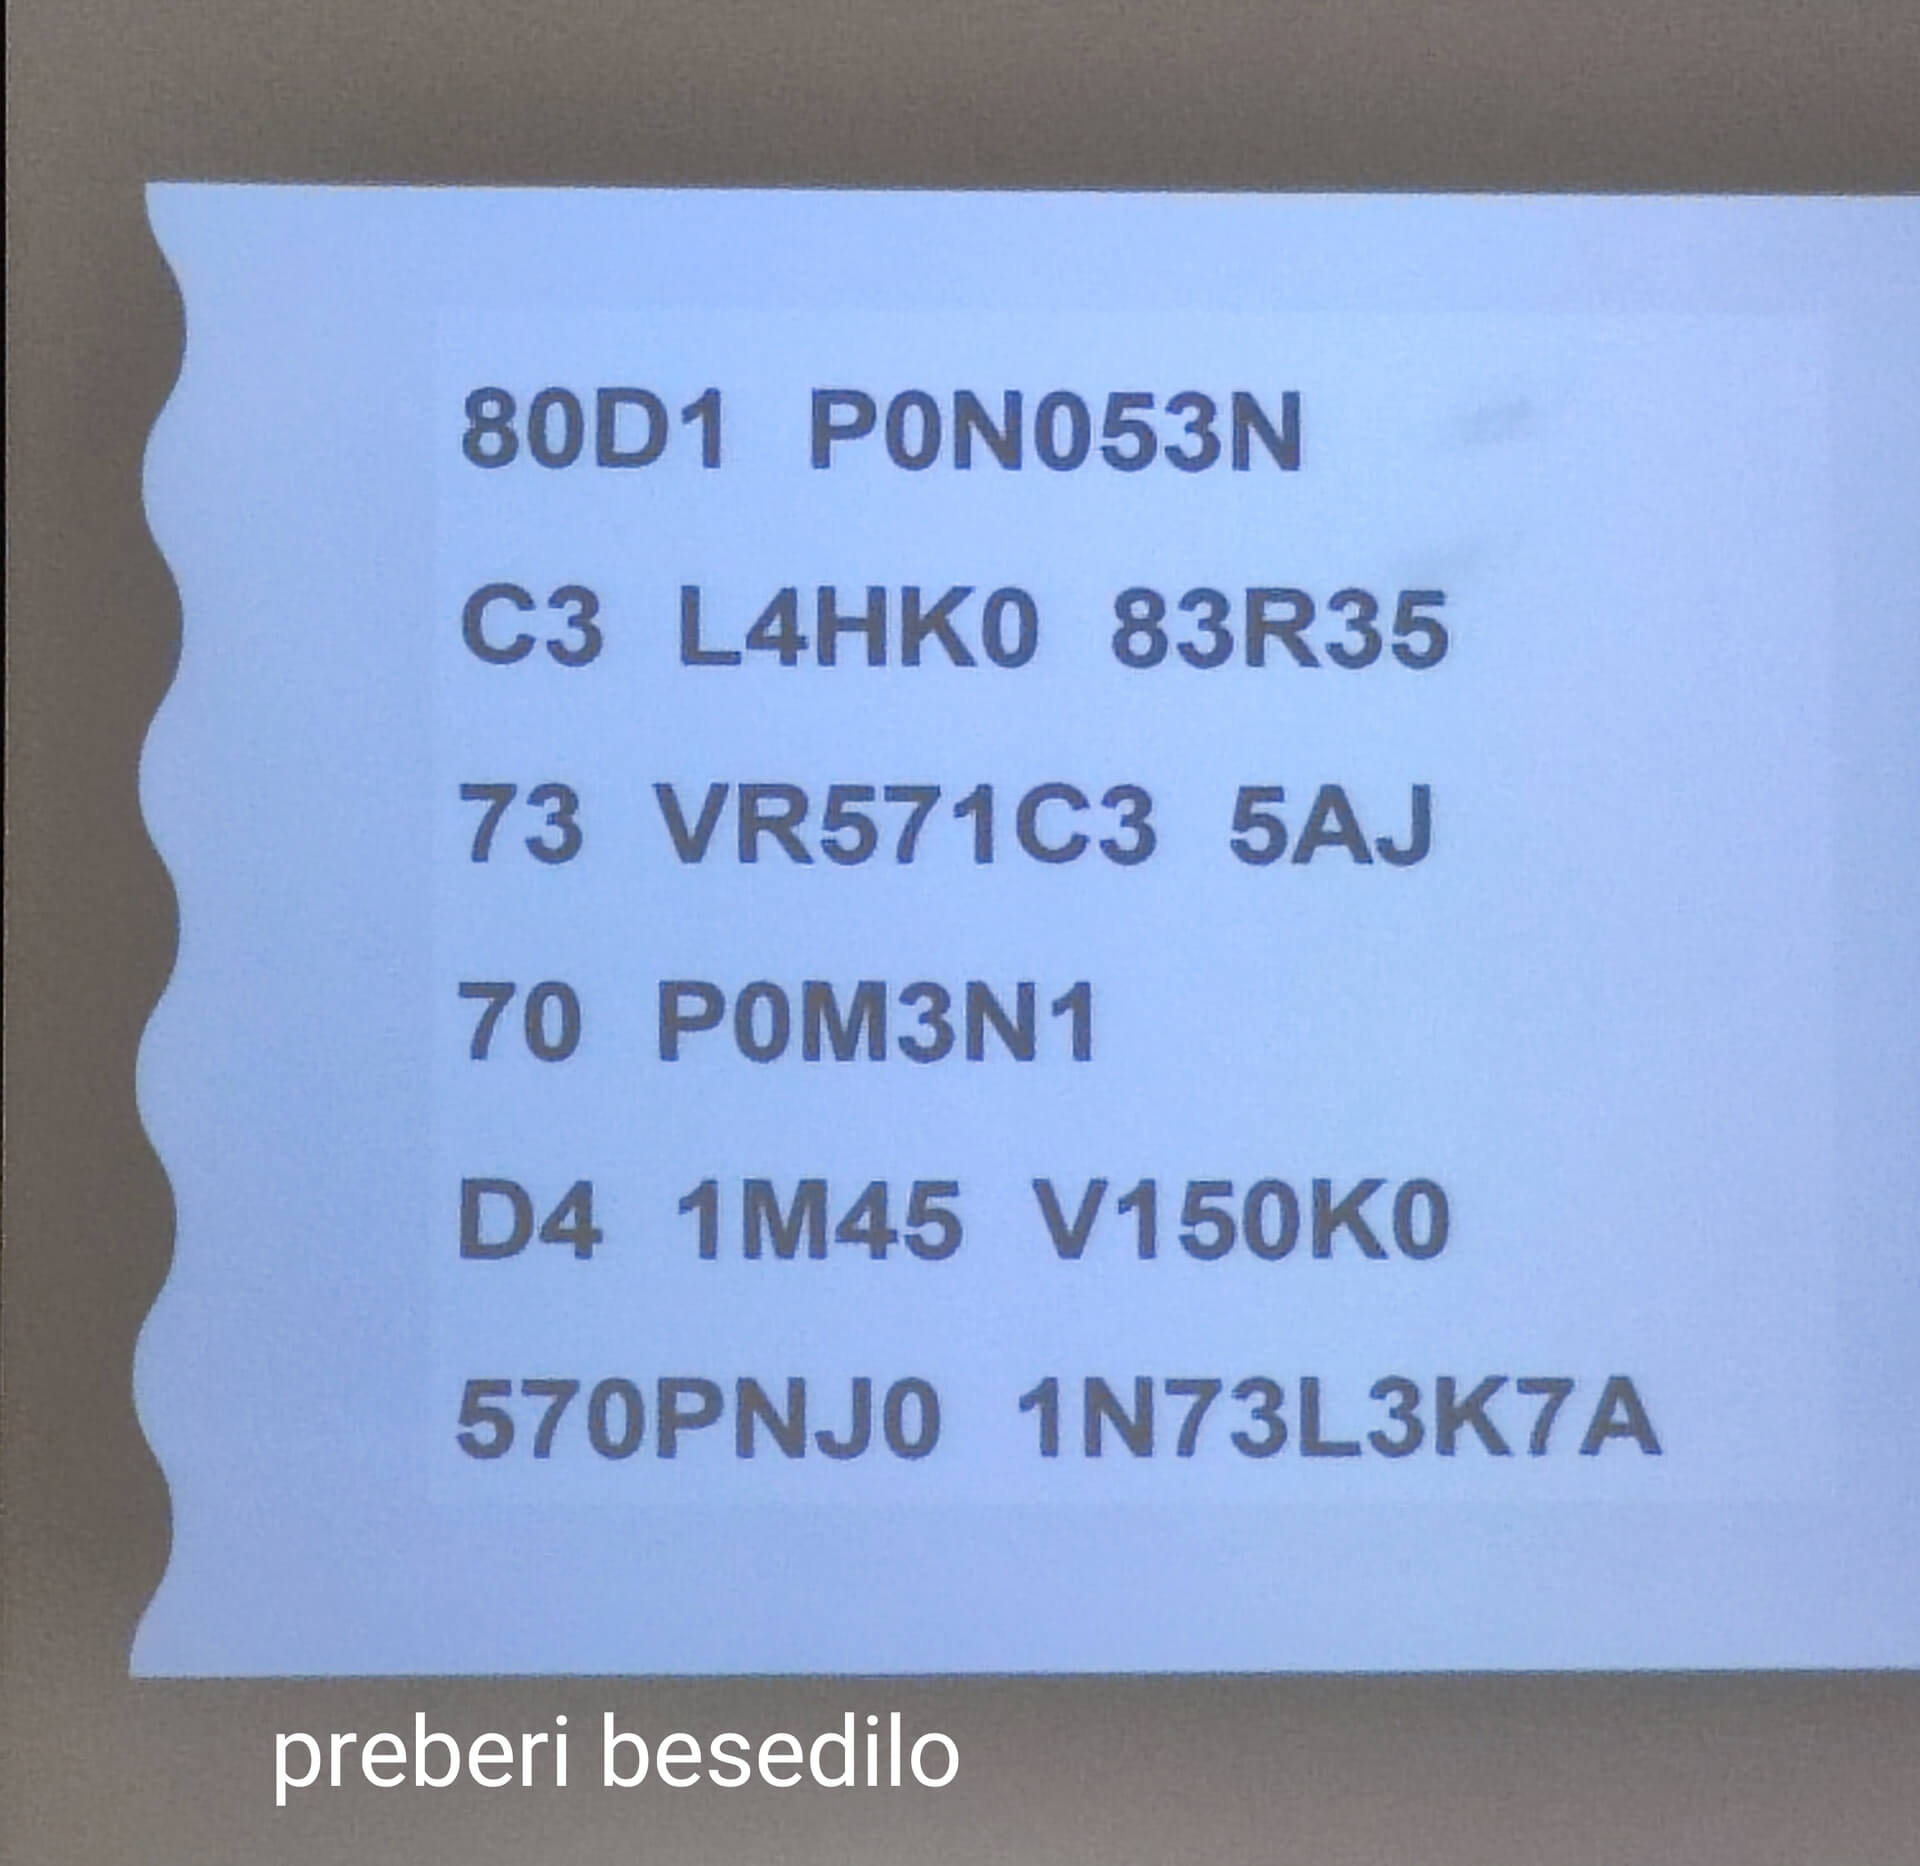 80D1 P0N053N
C3 L4HK0 83R35
73 VR571C3 5AJ
70 P0M3N1
D4 1M45 V150K0
570PNJ0 1N73L3K7A
preberi besedilo